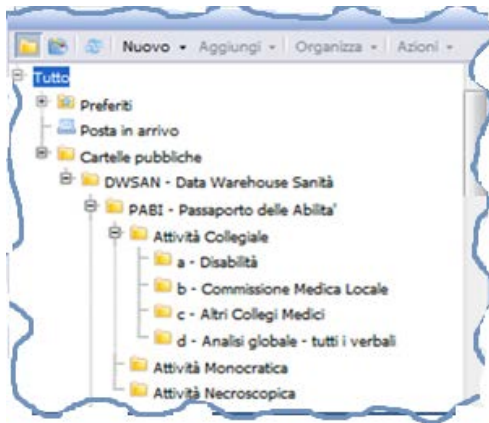 Nuovo Aggiungi Organizza Azioni
Tutto
Preferiti
Posta in arrivo
Cartelle pubbliche
DWSAN - Data Warehouse Sanità
PABI - Passaporto delle Abilita'
Attività Collegiale
a - Disabilità
b - Commissione Medica Locale
c - Altri Collegi Medici
d - Analisi globale - tutti i verbali
Attività Monocratica
Attività Necroscopica